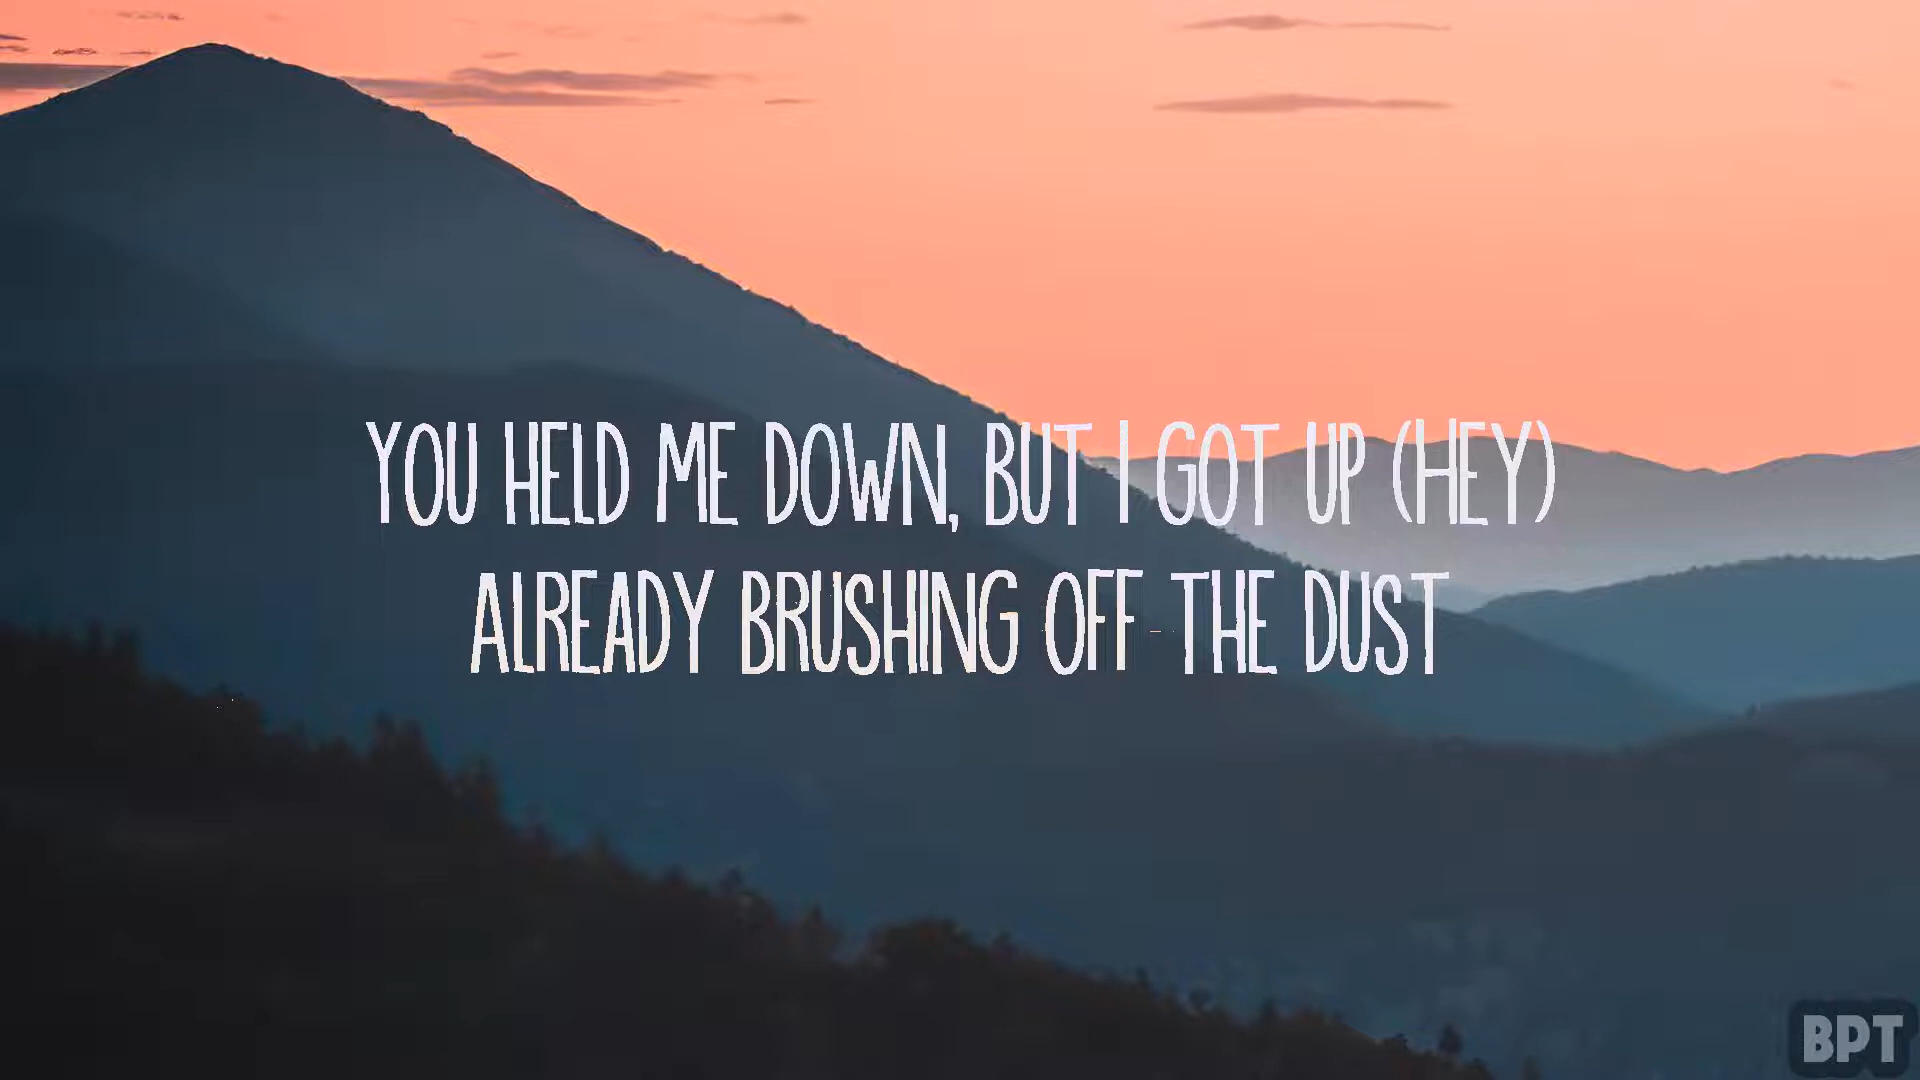 YOU HELD ME DOWN, BUT I GOT UP (HEY)
ALREADY BRUSHING OFF THE DUST
BPT